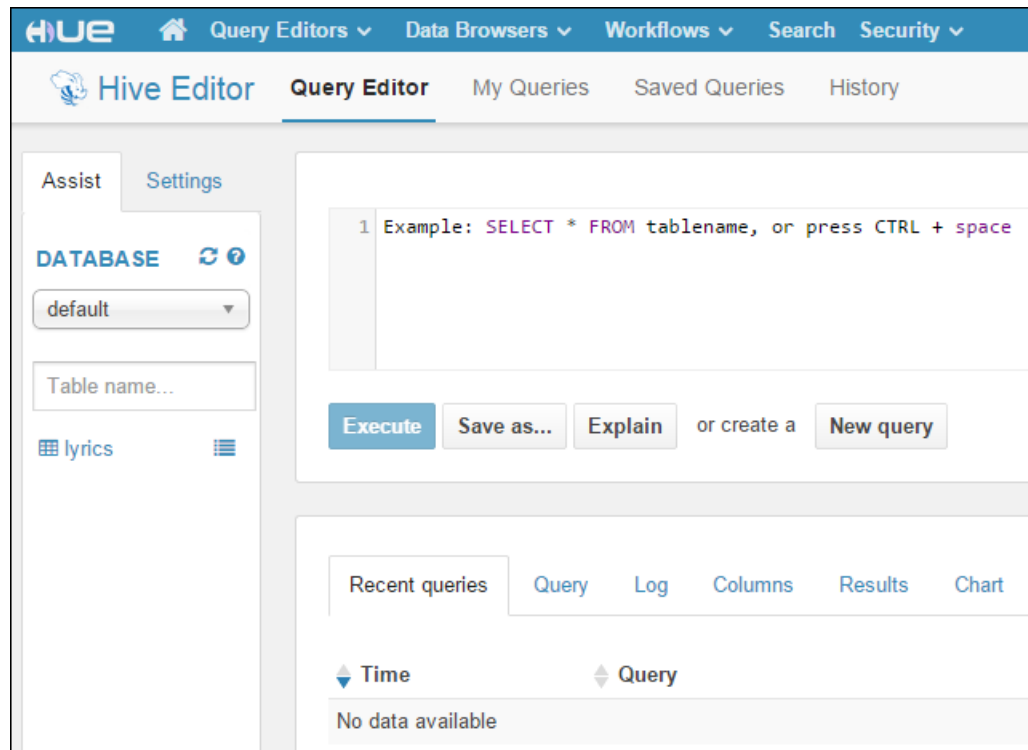 HUE Query Editors Data Browsers Workflows Search Security
Hive Editor Query Editor My Queries Saved Queries History
Assist Settings
1 Example: SELECT * FROM tablename, or press CTRL + space
DATABASE
default
Table name...
Execute Save as... Explain or create a New query
lyrics
Recent queries Query Log Columns Results Chart
Time Query
No data available